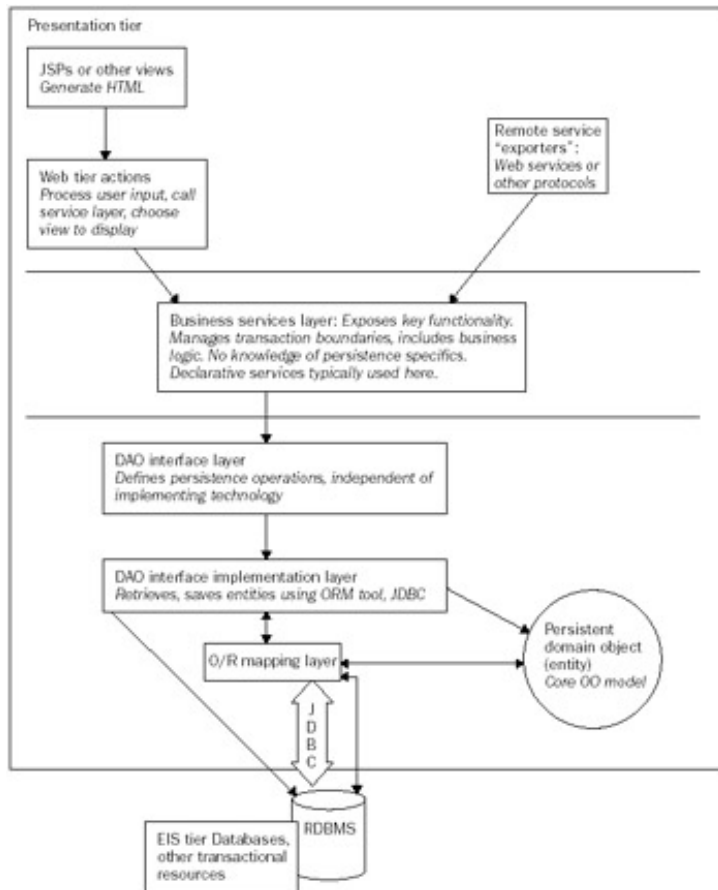 Presentation tier
JSPs or other views
Generate HTML
Remote service
"exporters":
Web services or
other protocols
Web tier actions
Process user input, call
service layer, choose
view to display
Business services layer: Exposes key functionality.
Manages transaction boundaries, includes business
logic. No knowledge of persistence specifics.
Declarative services typically used here.
DAO interface layer
Defines persistence operations, independent of
implementing technology
DAO interface implementation layer
Retrieves, saves entities using ORM tool, JDBC
Persistent
domain object
(entity)
Core OO model
O/R mapping layer
J
D
B
C
RDBMS
EIS tier Databases,
other transactional
resources